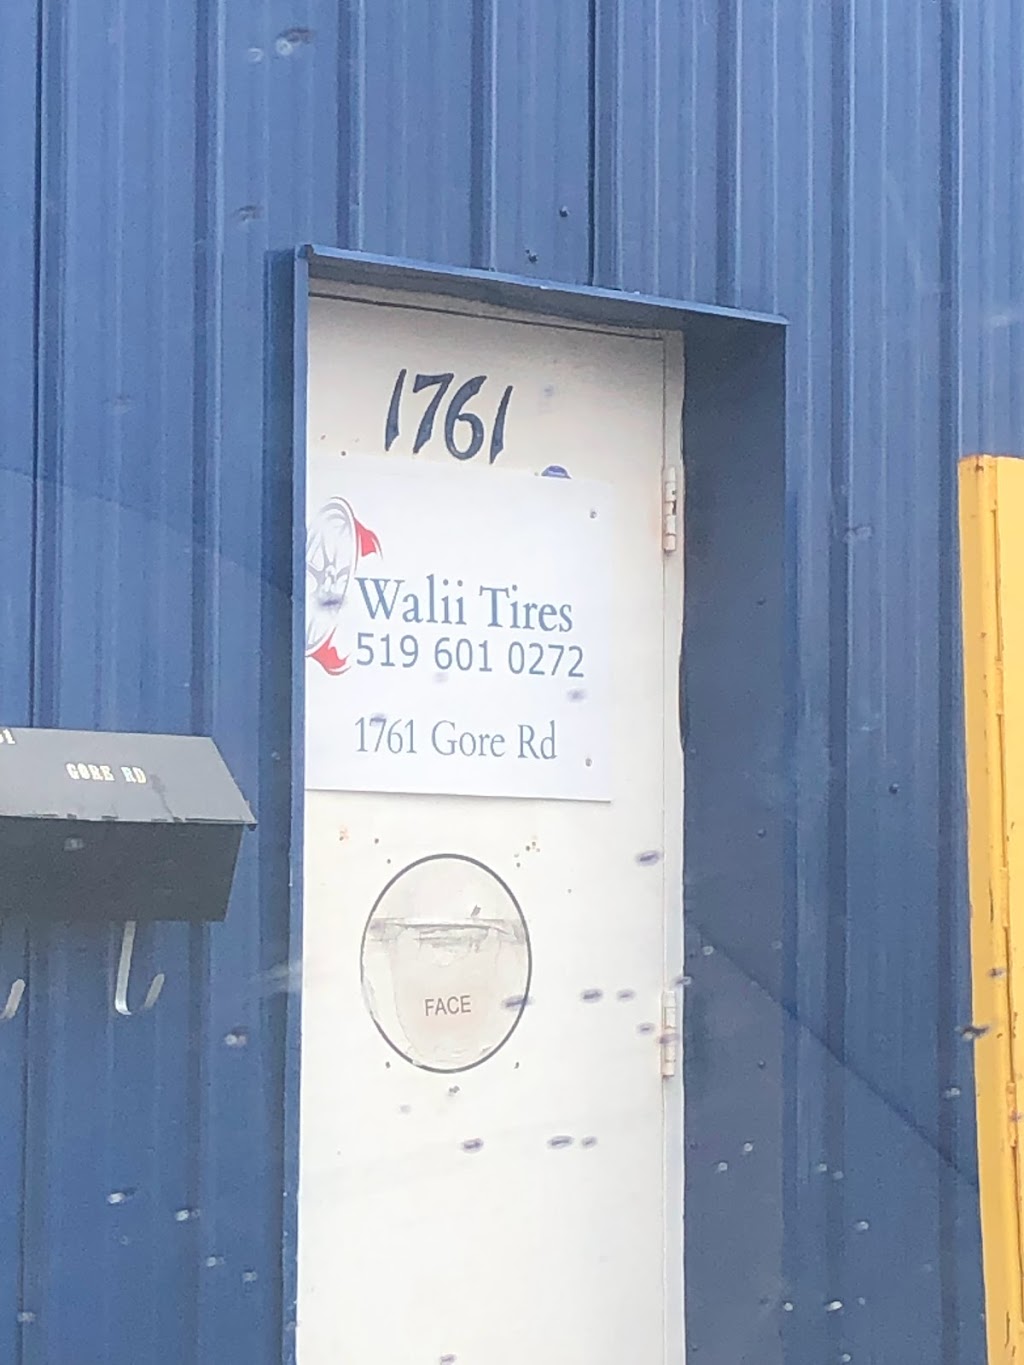 1761
Walii Tires
519 601 0272
1761 Gore Rd
GORE RD
FACE